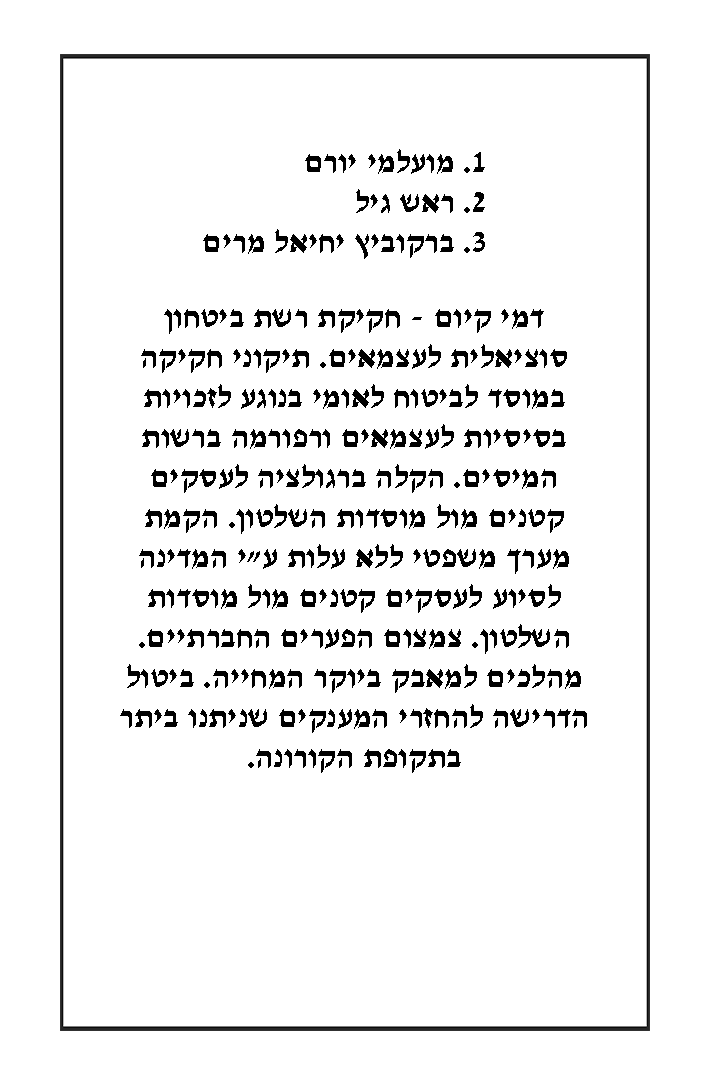 1. מועלמי יורם
2. ראש גיל
3. ברקוביץ יחיאל מרים
דמי קיום - חקיקת רשת ביטחון
סוציאלית לעצמאים. תיקוני חקיקה
במוסד לביטוח לאומי בנוגע לזכויות
בסיסיות לעצמאים ורפורמה ברשות
המיסים. הקלה ברגולציה לעסקים
קטנים מול מוסדות השלטון. הקמת
מערך משפטי ללא עלות ע״י המדינה
לסיוע לעסקים קטנים מול מוסדות
השלטון. צמצום הפערים החברתיים.
מהלכים למאבק ביוקר המחייה. ביטול
הדרישה להחזרי המענקים שניתנו ביתר
בתקופת הקורונה.